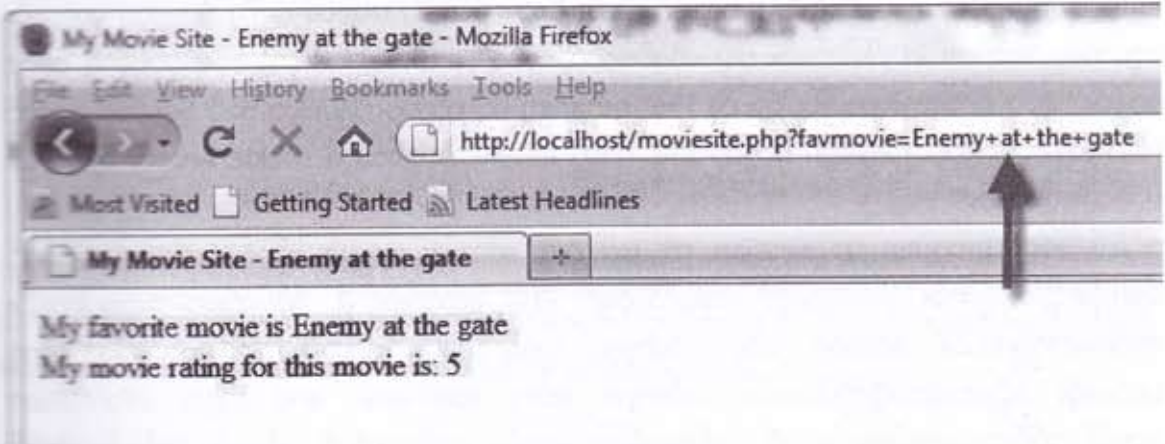 My Movie Site - Enemy at the gate - Mozilla Firefox
File Edit View History Bookmarks Tools Help
http://localhost/moviesite.php?favmovie=Enemy+at+the+gate
Most Visited Getting Started Latest Headlines
My Movie Site - Enemy at the gate
My favorite movie is Enemy at the gate
My movie rating for this movie is: 5